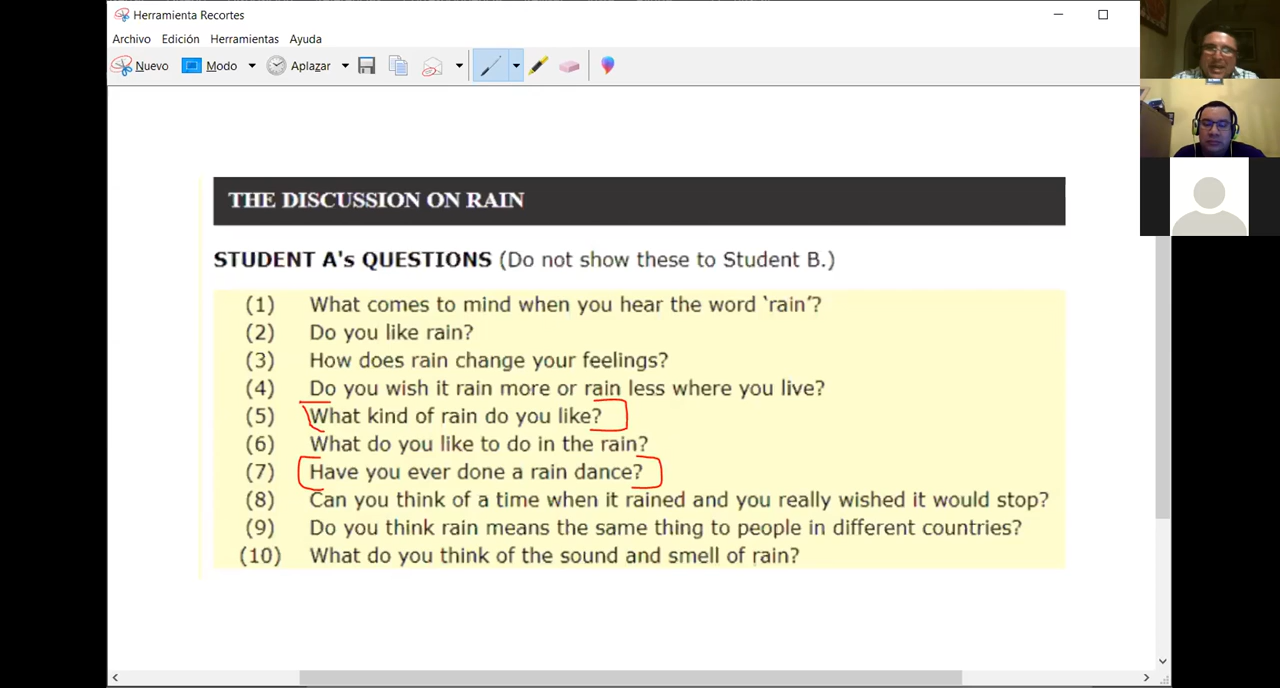 Herramienta Recortes
Archivo Edición Herramientas Ayuda
Nuevo Modo Aplazar
THE DISCUSSION ON RAIN
STUDENT A's QUESTIONS (Do not show these to Student B.)
(1) What comes to mind when you hear the word ‘rain’?
(2) Do you like rain?
(3) How does rain change your feelings?
(4) Do you wish it rain more or rain less where you live?
(5) What kind of rain do you like?
(6) What do you like to do in the rain?
(7) Have you ever done a rain dance?
(8) Can you think of a time when it rained and you really wished it would stop?
(9) Do you think rain means the same thing to people in different countries?
(10) What do you think of the sound and smell of rain?